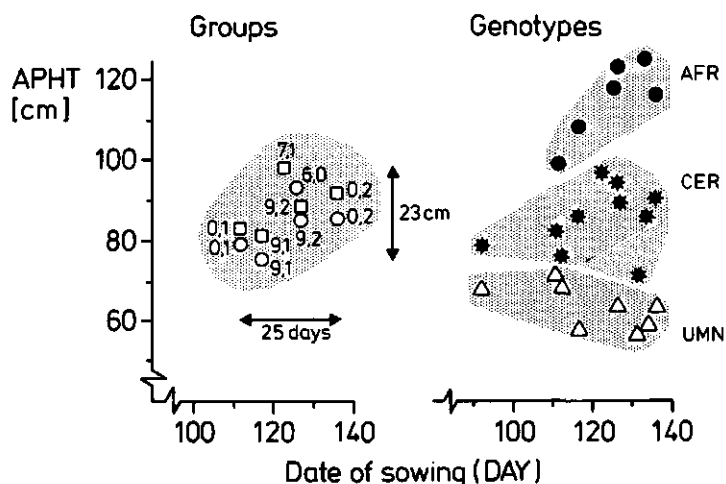 Groups
Genotypes
APHT
[cm]
120
100
80
60
7,1
6,0
0,2
9,2
0,2
0,1
9,1
0,1
9,2
9,1
23 cm
25 days
AFR
CER
UMN
100 120 140
100 120 140
Date of sowing (DAY)